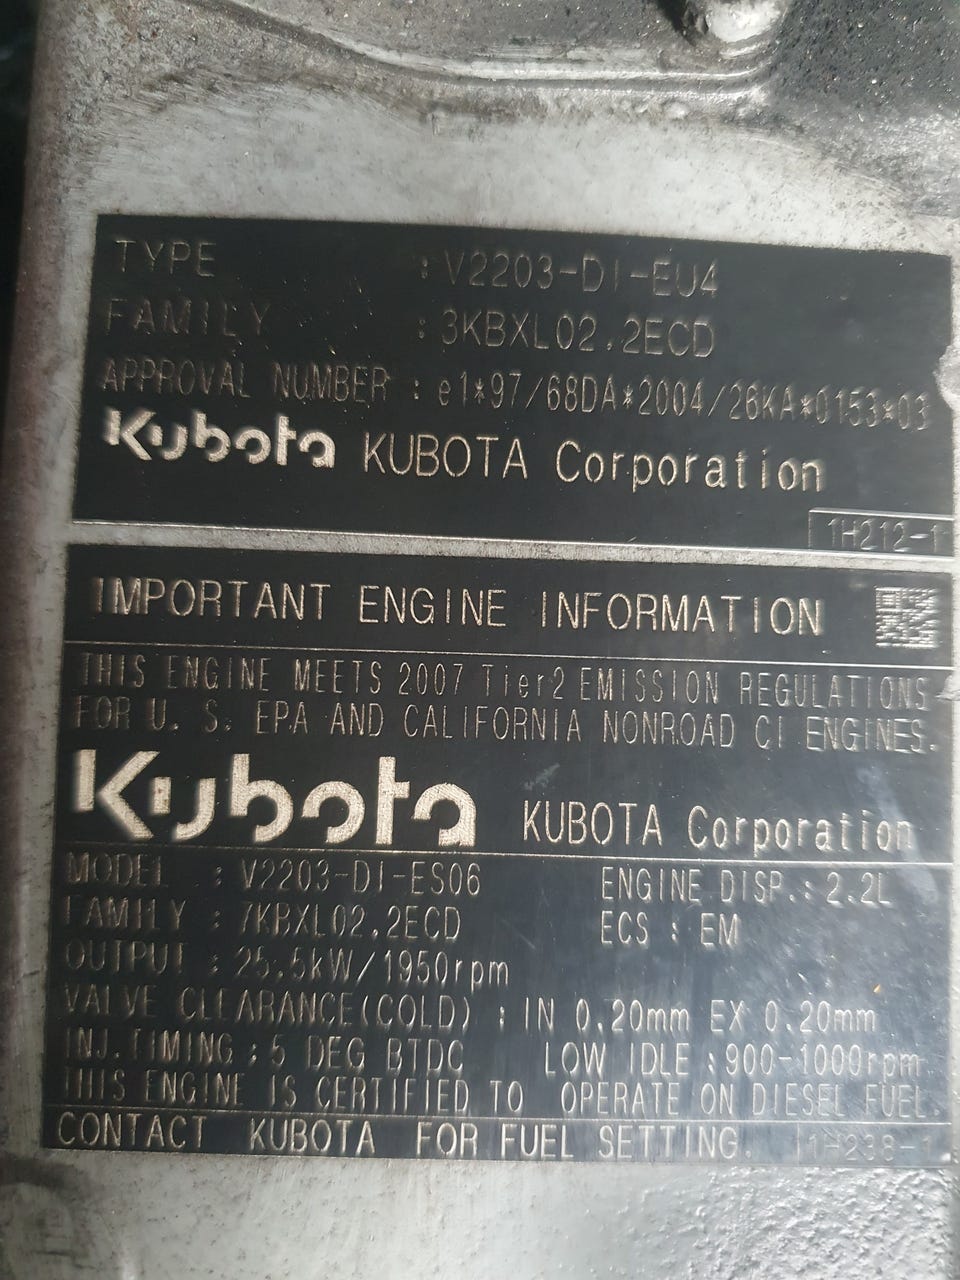 TYPE : V2203-DI-EU4
FAMILY : 3KBXL02.2ECD
APPROVAL NUMBER : e1*97/68DA*2004/26KA*0153*03
Kubota KUBOTA Corporation
1H212-1
IMPORTANT ENGINE INFORMATION
THIS ENGINE MEETS 2007 Tier2 EMISSION REGULATIONS
FOR U. S. EPA AND CALIFORNIA NONROAD CI ENGINES.
Kubota KUBOTA Corporation
MODEL : V2203-DI-ES06 ENGINE DISP.: 2.2L
FAMILY : 7KBXL02.2ECD ECS : EM
OUTPUT : 25.5kW/1950rpm
VALVE CLEARANCE(COLD) : IN 0.20mm EX 0.20mm
INJ.TIMING : 5 DEG BTDC LOW IDLE :900-1000rpm
THIS ENGINE IS CERTIFIED TO OPERATE ON DIESEL FUEL.
CONTACT KUBOTA FOR FUEL SETTING. 1H238-1